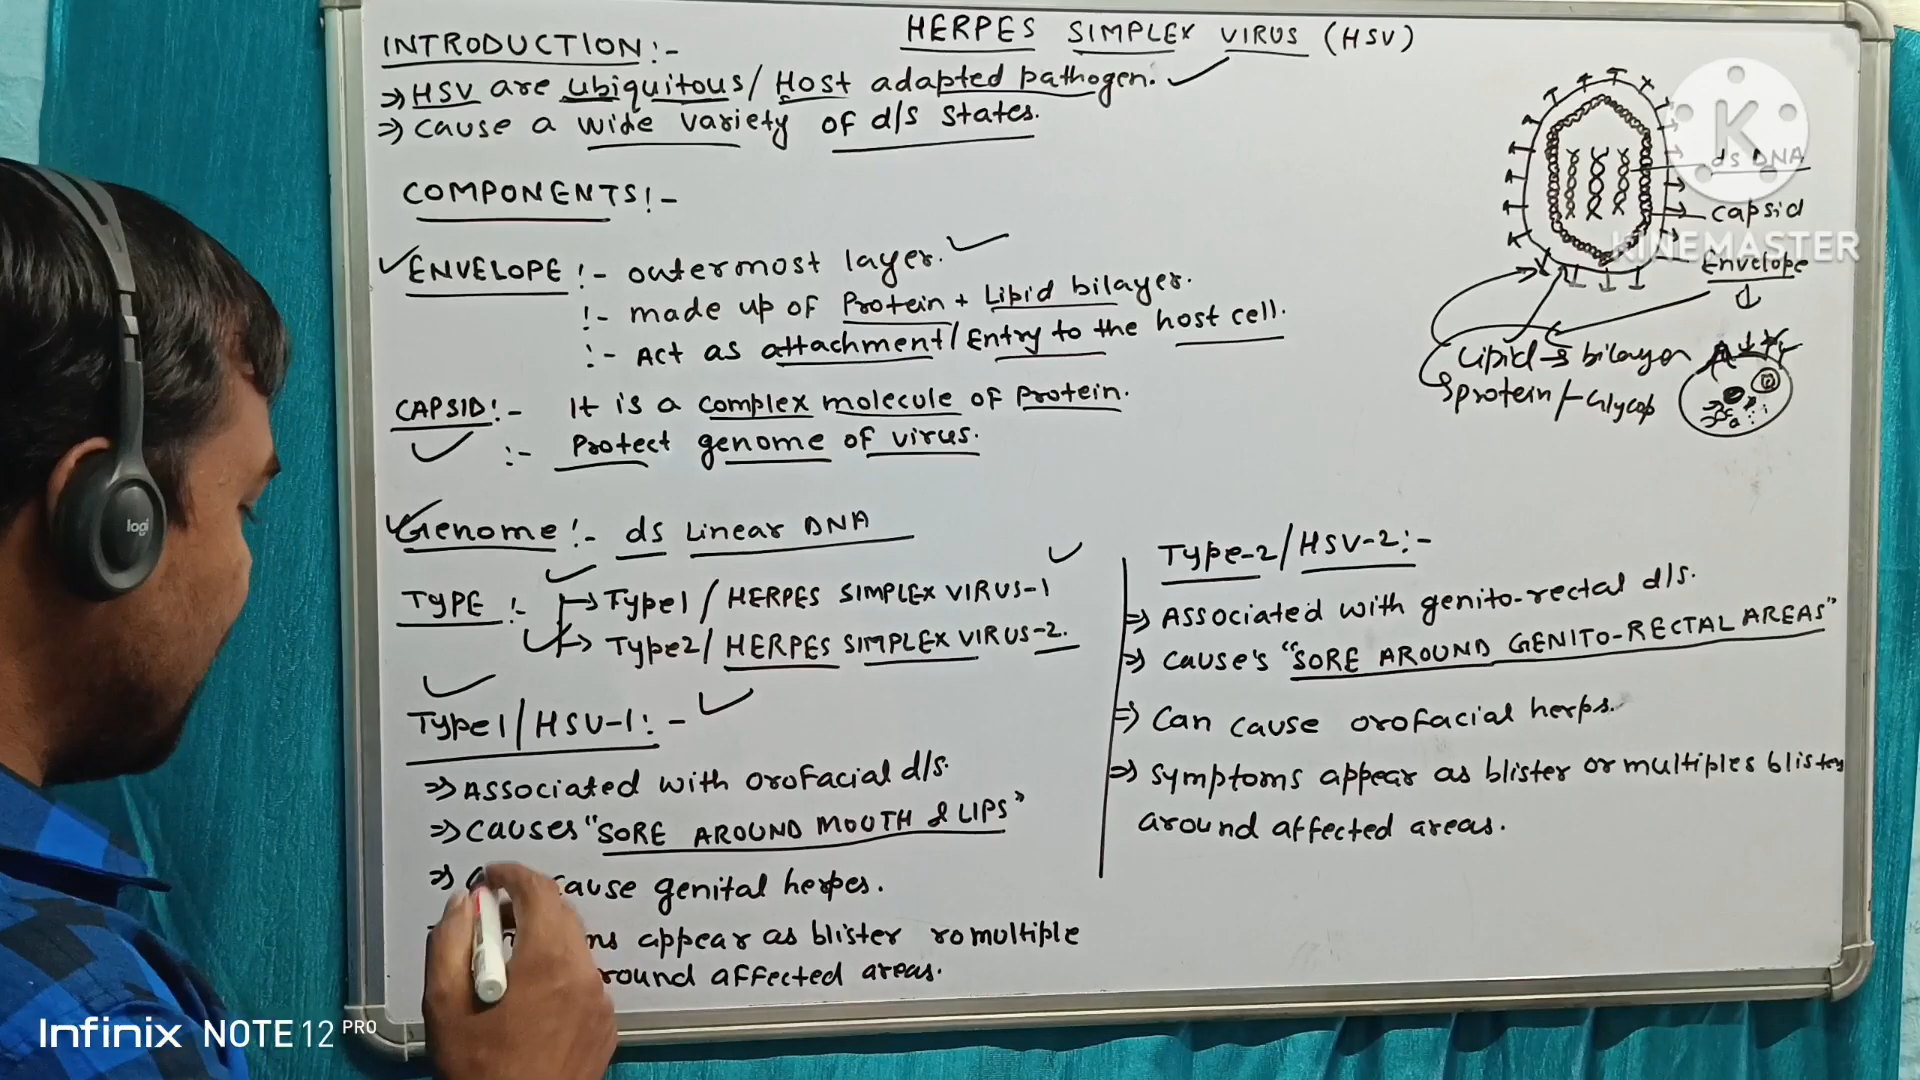 HERPES SIMPLEX VIRUS (HSV)
INTRODUCTION:-
⇒ HSV are ubiquitous/Host adapted pathogen.
⇒ cause a wide variety of d/s states.
COMPONENTS:-
ENVELOPE:- outermost layer.
:- made up of Protein + Lipid bilayer.
:- Act as attachment/Entry to the host cell.
CAPSID:- It is a complex molecule of protein.
:- Protect genome of virus.
Genome:- ds Linear DNA
TYPE:- → Type1/HERPES SIMPLEX VIRUS-1
→ Type2/HERPES SIMPLEX VIRUS-2.
Type1/HSV-1:-
⇒ Associated with orofacial d/s.
⇒ causes "SORE AROUND MOUTH & LIPS"
⇒ cause genital herpes.
appear as blister romultiple
affected areas.
Type-2/HSV-2:-
⇒ Associated with genito-rectal d/s.
⇒ cause's "SORE AROUND GENITO-RECTAL AREAS"
⇒ Can cause orofacial herps.
⇒ symptoms appear as blister or multiples blister
around affected areas.
K
ds DNA
capsid
KINEMASTER
Envelope
Lipid → bilayer
protein/-Glycop
logi
Infinix NOTE 12 PRO